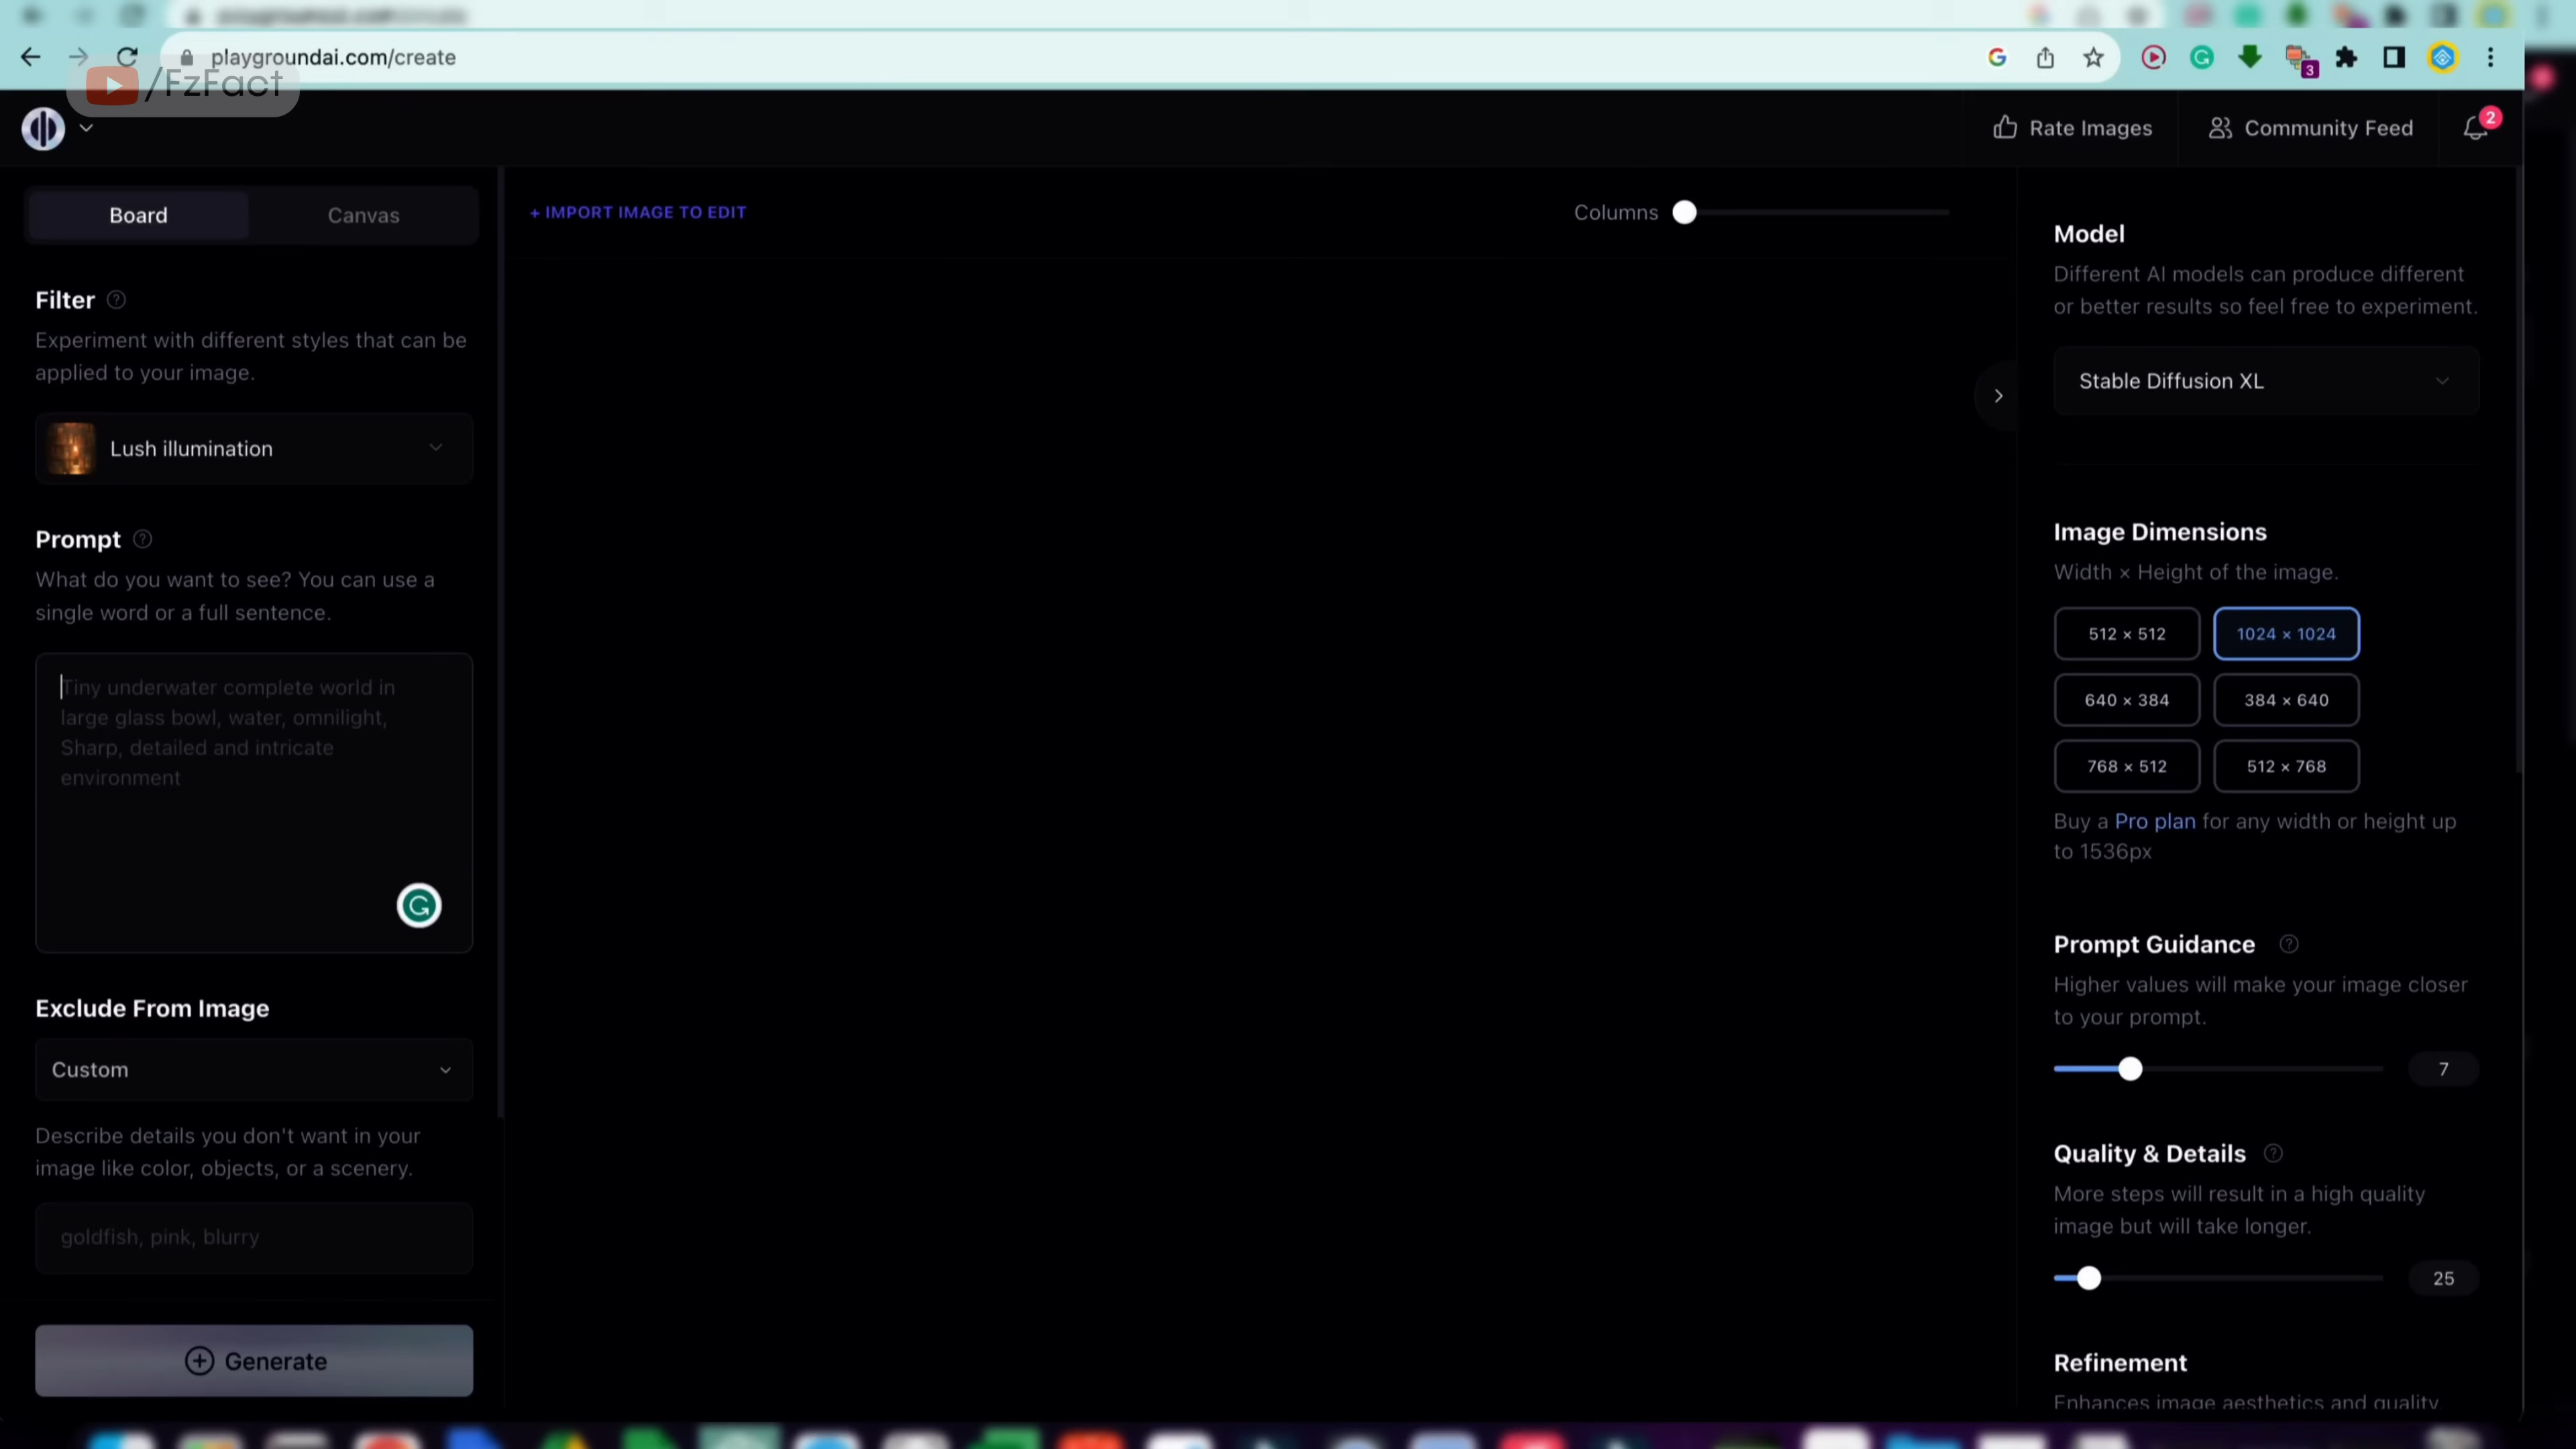 playgroundai.com/create
/FzFact
3
Rate Images
Community Feed
2
Board
Canvas
+ IMPORT IMAGE TO EDIT
Columns
Filter
Experiment with different styles that can be
applied to your image.
Lush illumination
Prompt
What do you want to see? You can use a
single word or a full sentence.
Tiny underwater complete world in
large glass bowl, water, omnilight,
Sharp, detailed and intricate
environment
Exclude From Image
Custom
Describe details you don't want in your
image like color, objects, or a scenery.
goldfish, pink, blurry
Generate
Model
Different AI models can produce different
or better results so feel free to experiment.
Stable Diffusion XL
Image Dimensions
Width × Height of the image.
512 × 512
1024 × 1024
640 × 384
384 × 640
768 × 512
512 × 768
Buy a Pro plan for any width or height up
to 1536px
Prompt Guidance
Higher values will make your image closer
to your prompt.
7
Quality & Details
More steps will result in a high quality
image but will take longer.
25
Refinement
Enhances image aesthetics and quality